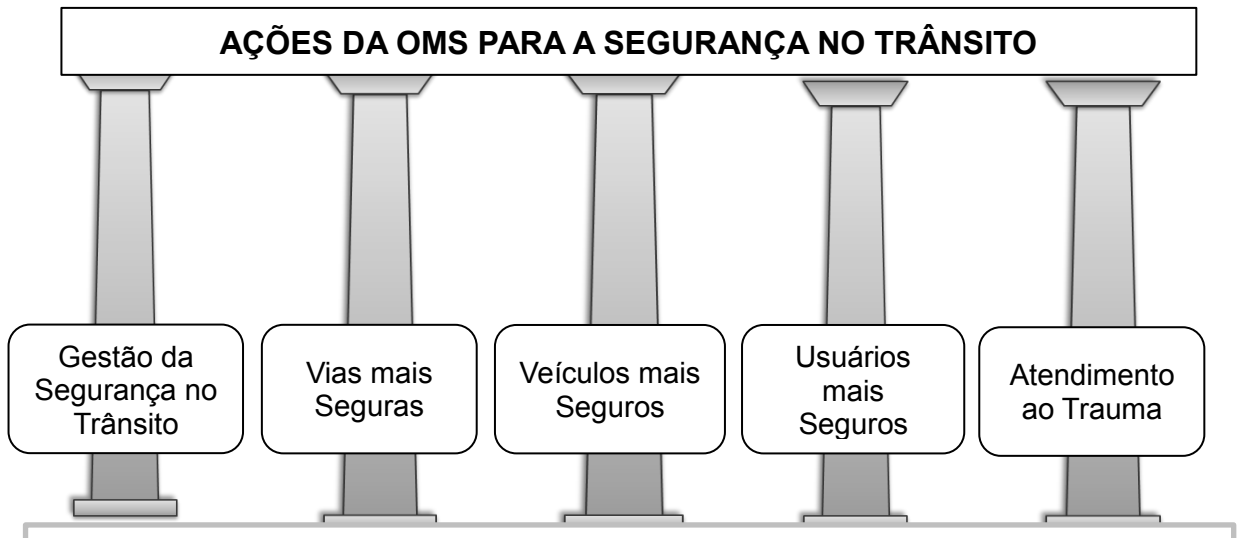 AÇÕES DA OMS PARA A SEGURANÇA NO TRÂNSITO
Gestão da
Segurança no
Trânsito
Vias mais
Seguras
Veículos mais
Seguros
Usuários
mais
Seguros
Atendimento
ao Trauma